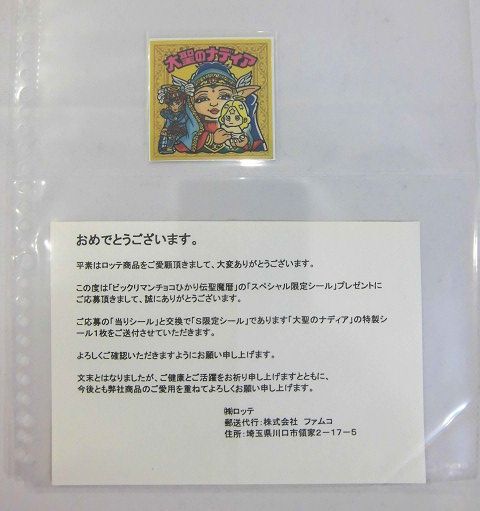 大聖のナディア
おめでとうございます。
平素はロッテ商品をご愛顧頂きまして、大変ありがとうございます。
この度は「ビックリマンチョコひかり伝聖魔暦」の「スペシャル限定シール」プレゼントに
ご応募頂きまして、誠にありがとうございます。
ご応募の「当りシール」と交換で「S限定シール」であります「大聖のナディア」の特製シ
ール1枚をご送付させていただきます。
よろしくご確認いただきますようにお願い申し上げます。
文末とはなりましたが、ご健康とご活躍をお祈り申し上げますとともに、
今後とも弊社商品のご愛用を重ねてよろしくお願い申し上げます。
㈱ロッテ
郵送代行:株式会社 ファムコ
住所:埼玉県川口市領家2-17-5